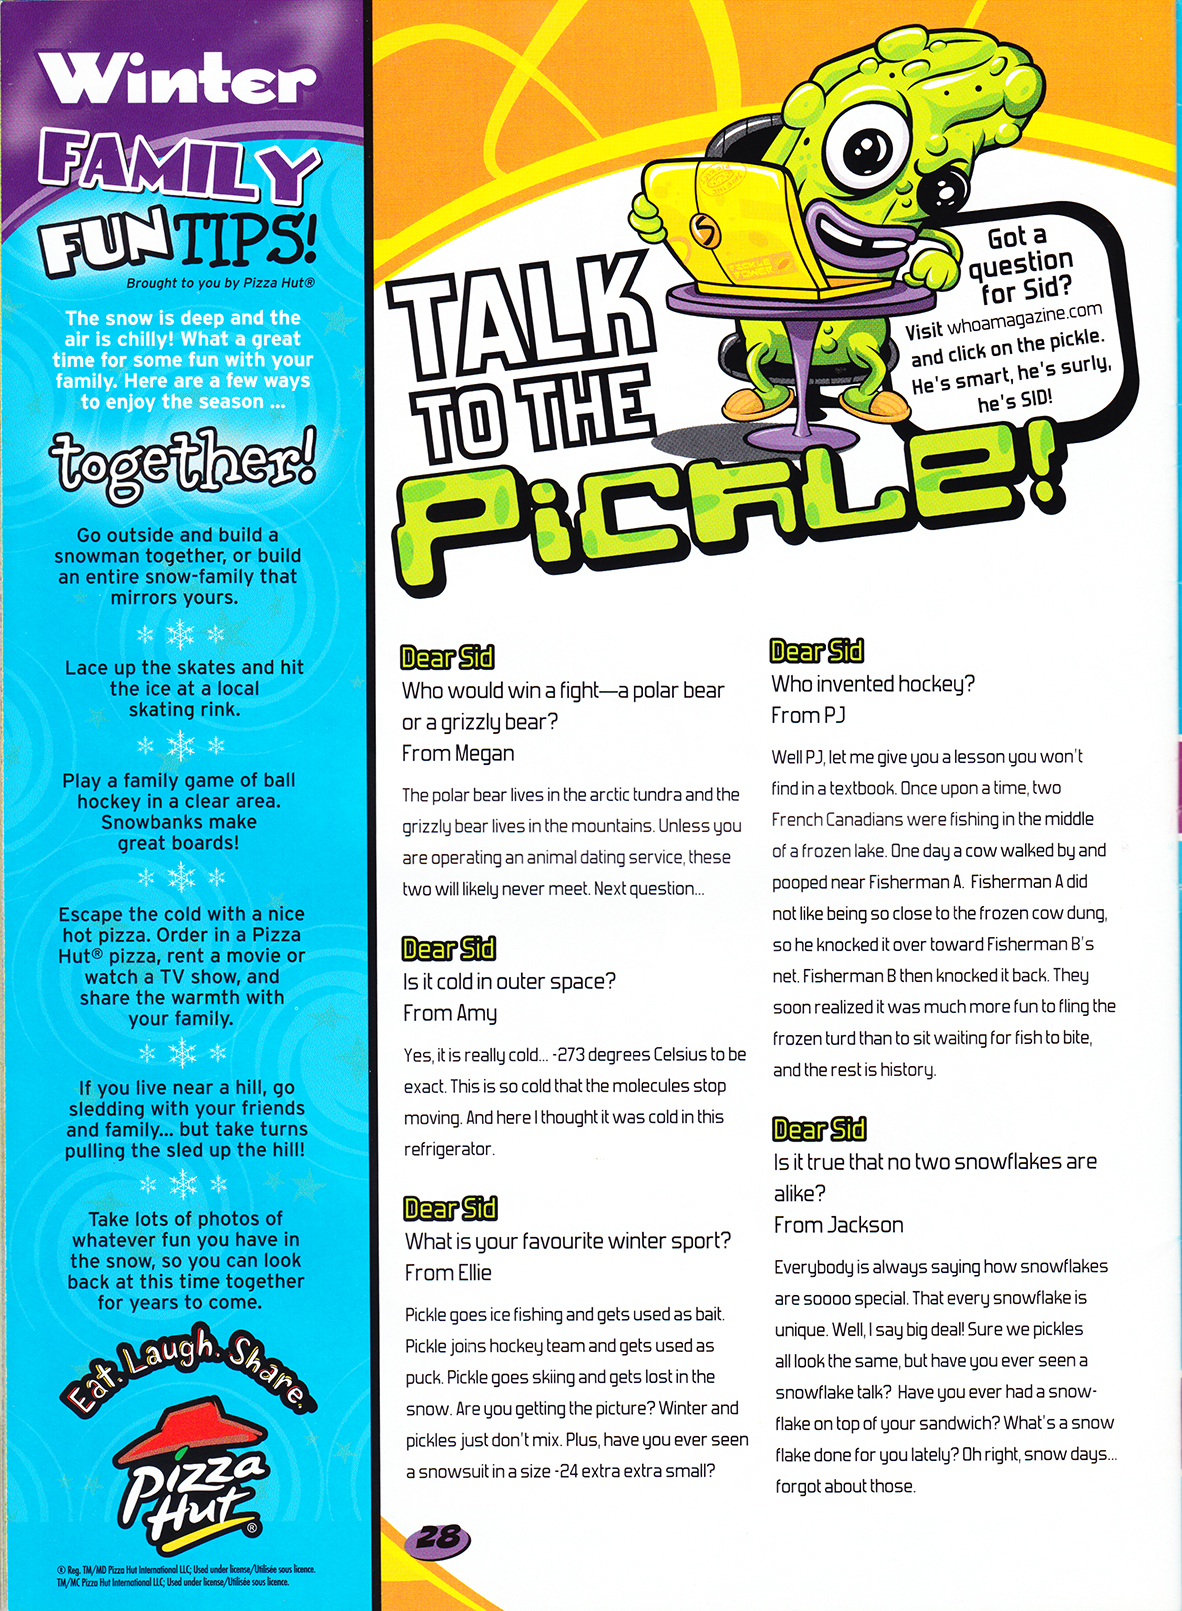 Winter
FAMILY
FUN TIPS!
Brought to you by Pizza Hut®
The snow is deep and the
air is chilly! What a great
time for some fun with your
family. Here are a few ways
to enjoy the season ...
together!
Go outside and build a
snowman together, or build
an entire snow-family that
mirrors yours.
Lace up the skates and hit
the ice at a local
skating rink.
Play a family game of ball
hockey in a clear area.
Snowbanks make
great boards!
Escape the cold with a nice
hot pizza. Order in a Pizza
Hut® pizza, rent a movie or
watch a TV show, and
share the warmth with
your family.
If you live near a hill, go
sledding with your friends
and family... but take turns
pulling the sled up the hill!
Take lots of photos of
whatever fun you have in
the snow, so you can look
back at this time together
for years to come.
Eat. Laugh. Share.
Pizza
Hut®
® Reg. TM/MD Pizza Hut International LLC; Used under license/Utilisée sous licence.
TM/MC Pizza Hut International LLC; Used under license/Utilisée sous licence.
TALK
TO THE
PiCKLE!
S
Got a
question
for Sid?
Visit whoamagazine.com
and click on the pickle.
He's smart, he's surly,
he's SID!
Dear Sid
Who would win a fight—a polar bear
or a grizzly bear?
From Megan
The polar bear lives in the arctic tundra and the
grizzly bear lives in the mountains. Unless you
are operating an animal dating service, these
two will likely never meet. Next question...
Dear Sid
Is it cold in outer space?
From Amy
Yes, it is really cold... -273 degrees Celsius to be
exact. This is so cold that the molecules stop
moving. And here I thought it was cold in this
refrigerator.
Dear Sid
What is your favourite winter sport?
From Ellie
Pickle goes ice fishing and gets used as bait.
Pickle joins hockey team and gets used as
puck. Pickle goes skiing and gets lost in the
snow. Are you getting the picture? Winter and
pickles just don't mix. Plus, have you ever seen
a snowsuit in a size -24 extra extra small?
Dear Sid
Who invented hockey?
From PJ
Well PJ, let me give you a lesson you won't
find in a textbook. Once upon a time, two
French Canadians were fishing in the middle
of a frozen lake. One day a cow walked by and
pooped near Fisherman A. Fisherman A did
not like being so close to the frozen cow dung,
so he knocked it over toward Fisherman B's
net. Fisherman B then knocked it back. They
soon realized it was much more fun to fling the
frozen turd than to sit waiting for fish to bite,
and the rest is history.
Dear Sid
Is it true that no two snowflakes are
alike?
From Jackson
Everybody is always saying how snowflakes
are soooo special. That every snowflake is
unique. Well, I say big deal! Sure we pickles
all look the same, but have you ever seen a
snowflake talk? Have you ever had a snow-
flake on top of your sandwich? What's a snow
flake done for you lately? Oh right, snow days...
forgot about those.
28